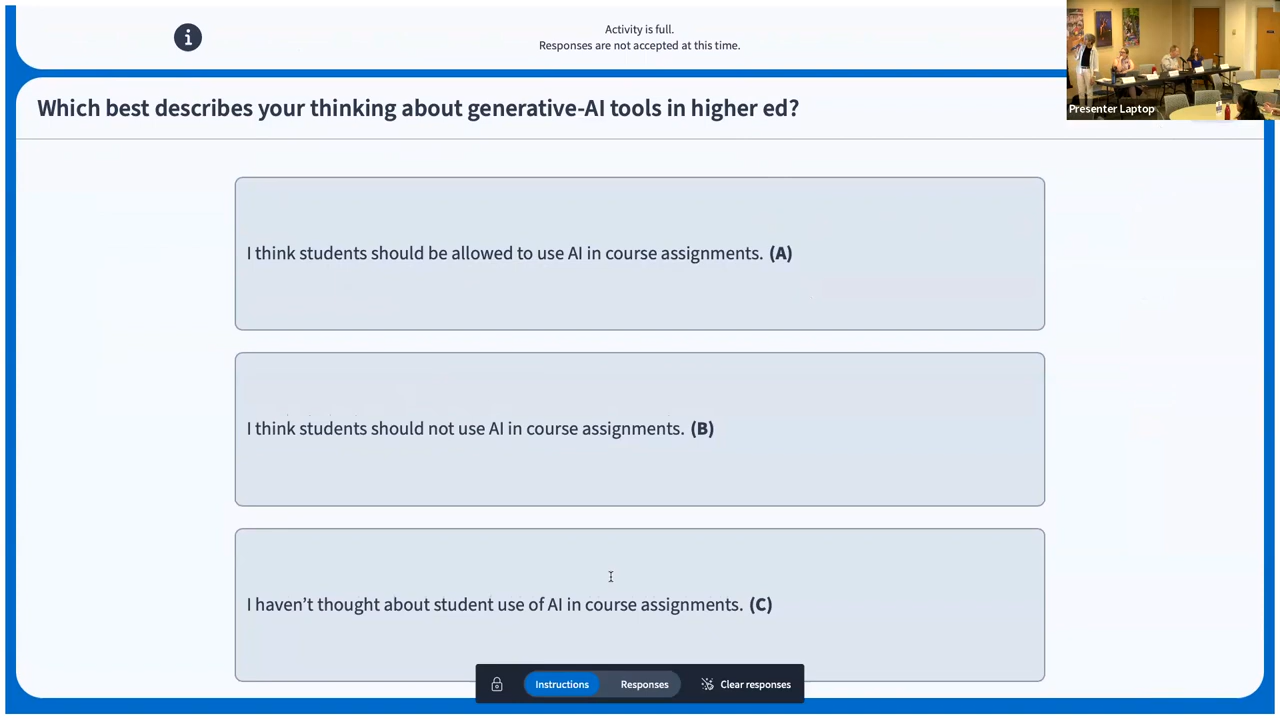 Activity is full.
Responses are not accepted at this time.
Presenter Laptop
Which best describes your thinking about generative-AI tools in higher ed?
I think students should be allowed to use AI in course assignments. (A)
I think students should not use AI in course assignments. (B)
I haven’t thought about student use of AI in course assignments. (C)
Instructions
Responses
Clear responses